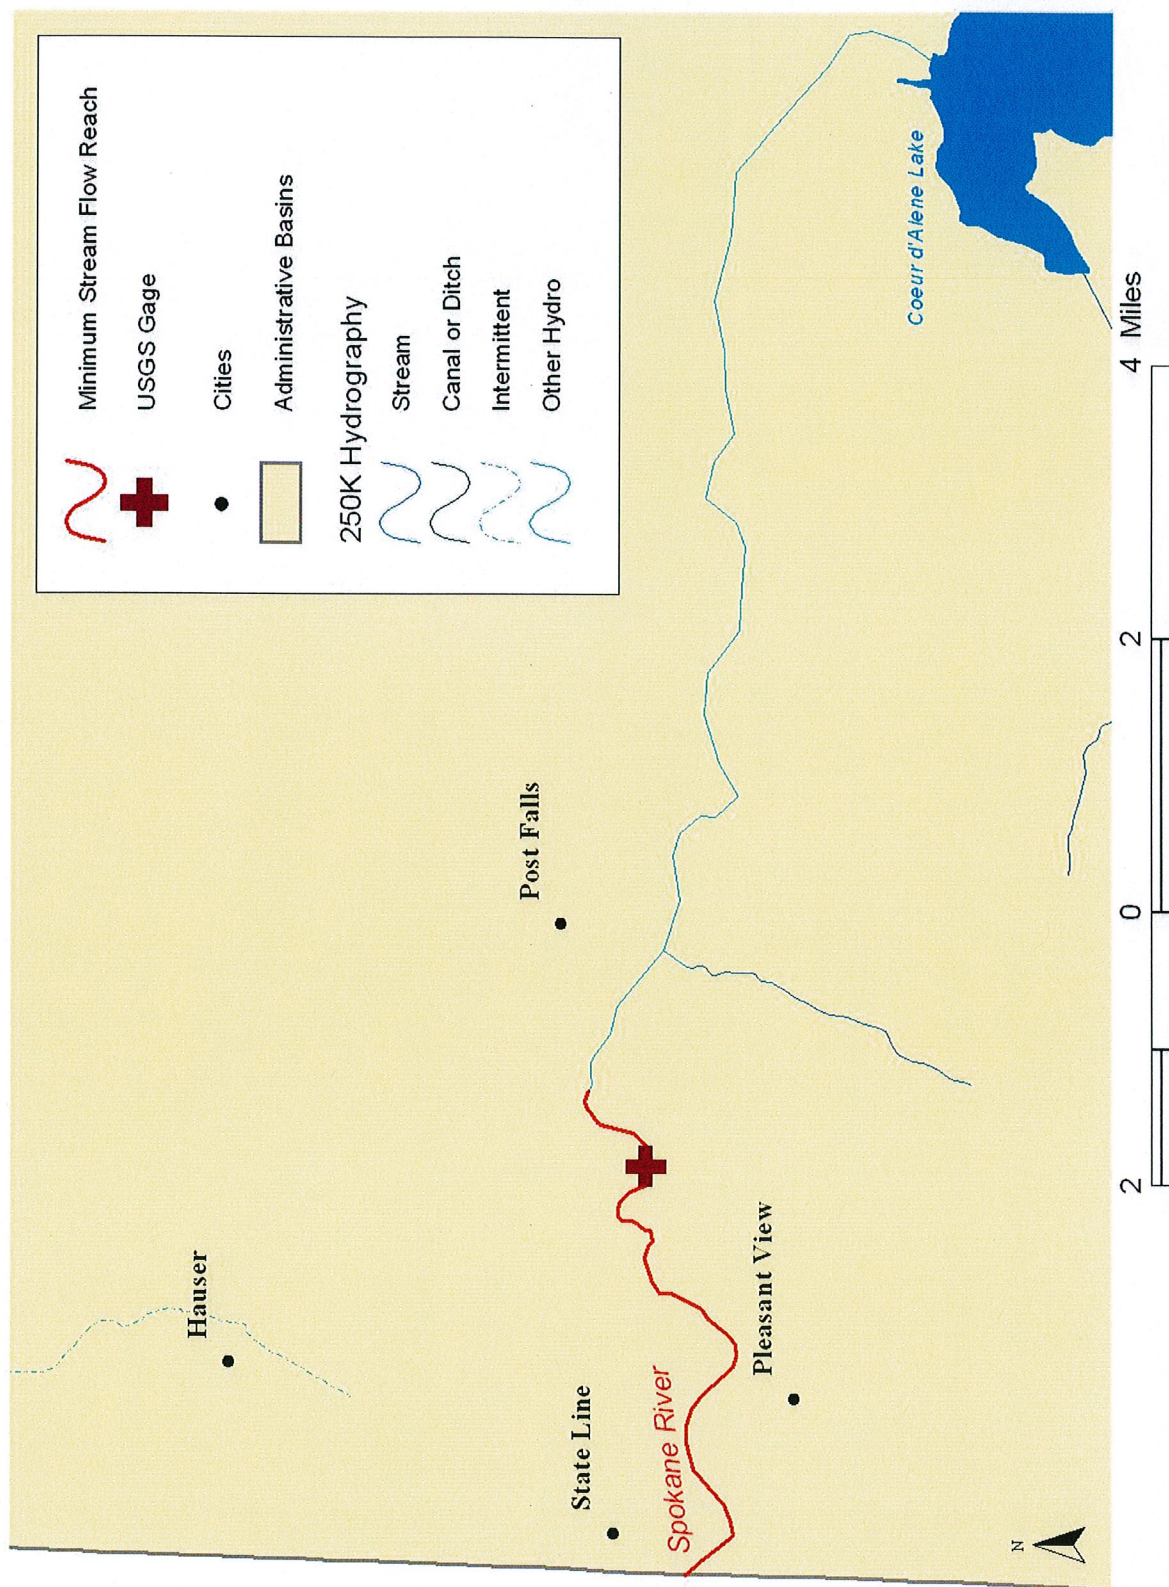 Minimum Stream Flow Reach
USGS Gage
Cities
Administrative Basins
250K Hydrography
Stream
Canal or Ditch
Intermittent
Other Hydro
Hauser
Post Falls
State Line
Spokane River
Pleasant View
Coeur d'Alene Lake
N
2
0
2
4 Miles